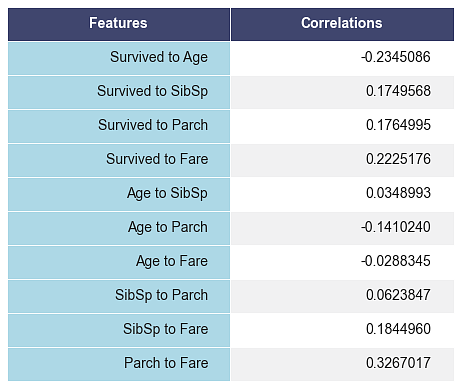 Features Correlations
Survived to Age -0.2345086
Survived to SibSp 0.1749568
Survived to Parch 0.1764995
Survived to Fare 0.2225176
Age to SibSp 0.0348993
Age to Parch -0.1410240
Age to Fare -0.0288345
SibSp to Parch 0.0623847
SibSp to Fare 0.1844960
Parch to Fare 0.3267017